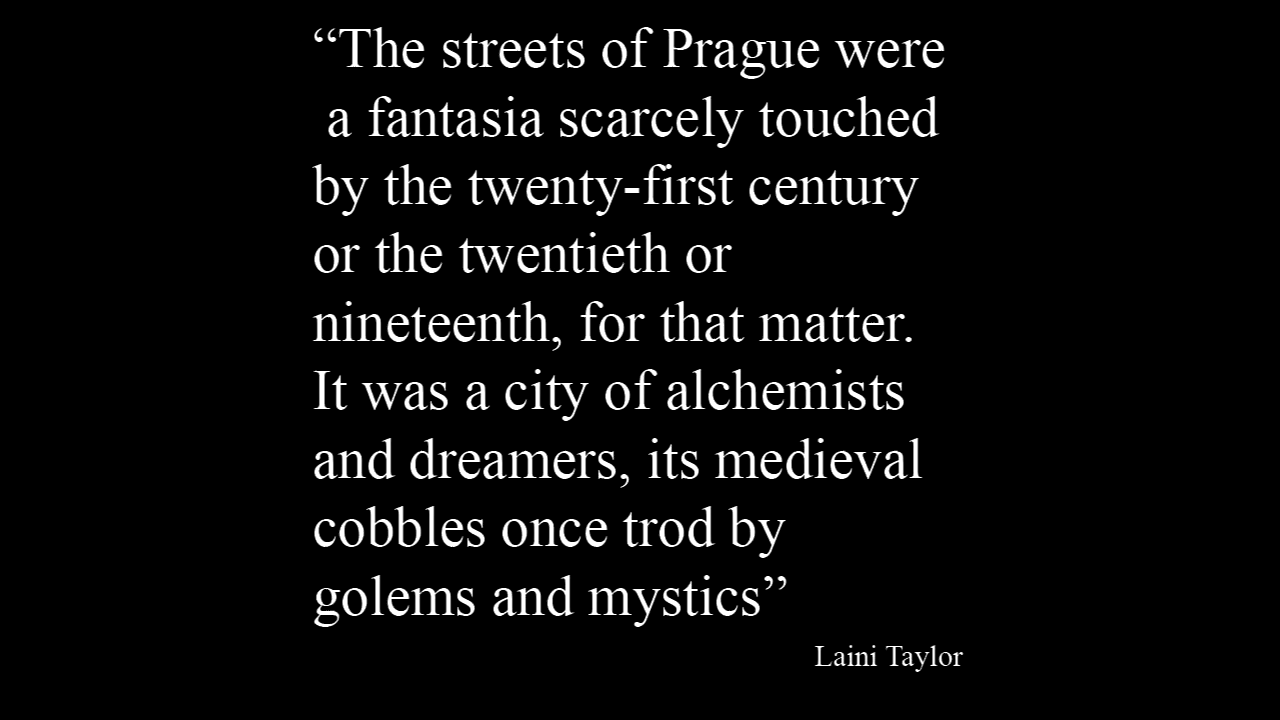 “The streets of Prague were
a fantasia scarcely touched
by the twenty-first century
or the twentieth or
nineteenth, for that matter.
It was a city of alchemists
and dreamers, its medieval
cobbles once trod by
golems and mystics”
Laini Taylor